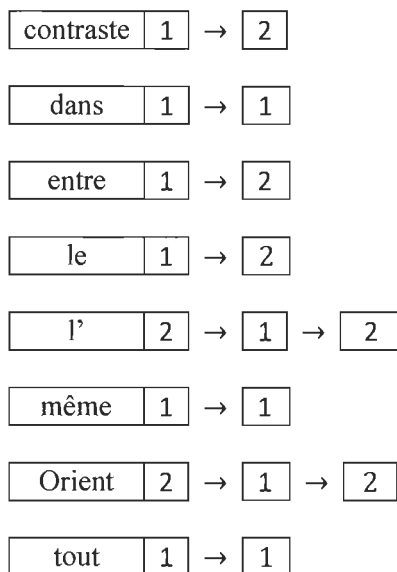 contraste 1 → 2
dans 1 → 1
entre 1 → 2
le 1 → 2
l’ 2 → 1 → 2
même 1 → 1
Orient 2 → 1 → 2
tout 1 → 1